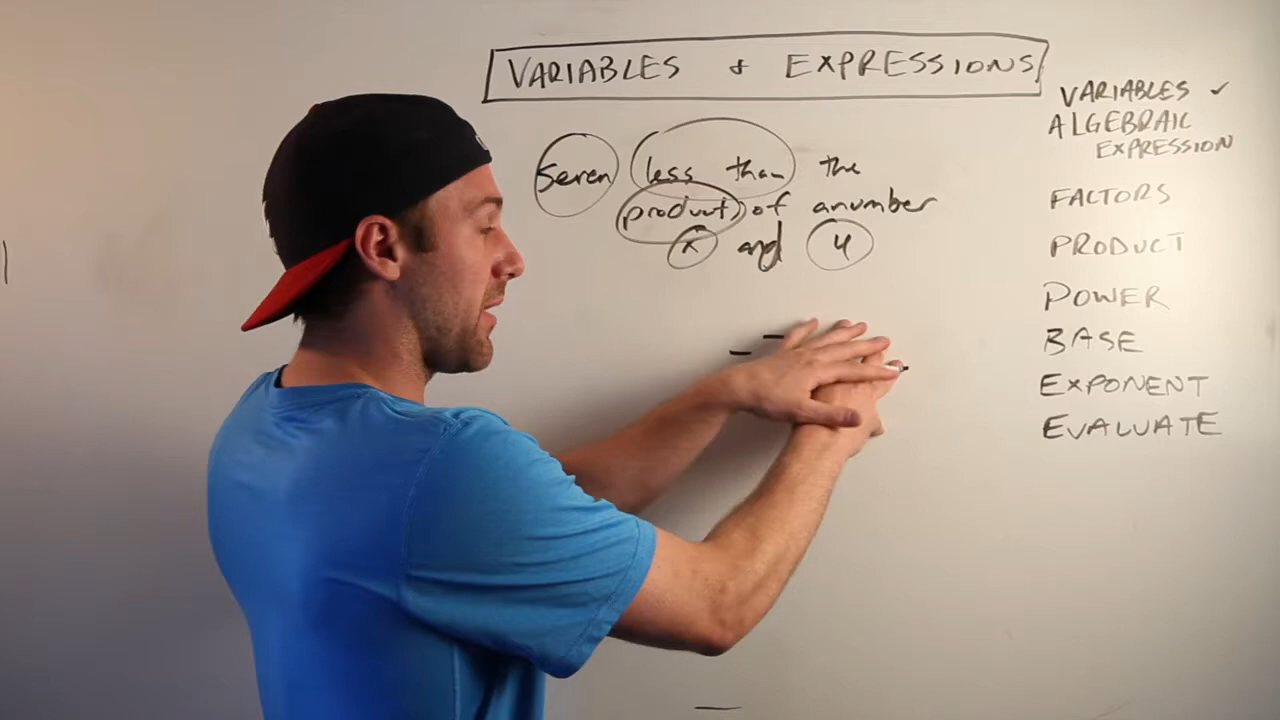 VARIABLES + EXPRESSIONS
Seven less than the
product of a number
x and 4
VARIABLES ✓
ALGEBRAIC
EXPRESSION
FACTORS
PRODUCT
POWER
BASE
EXPONENT
EVALUATE